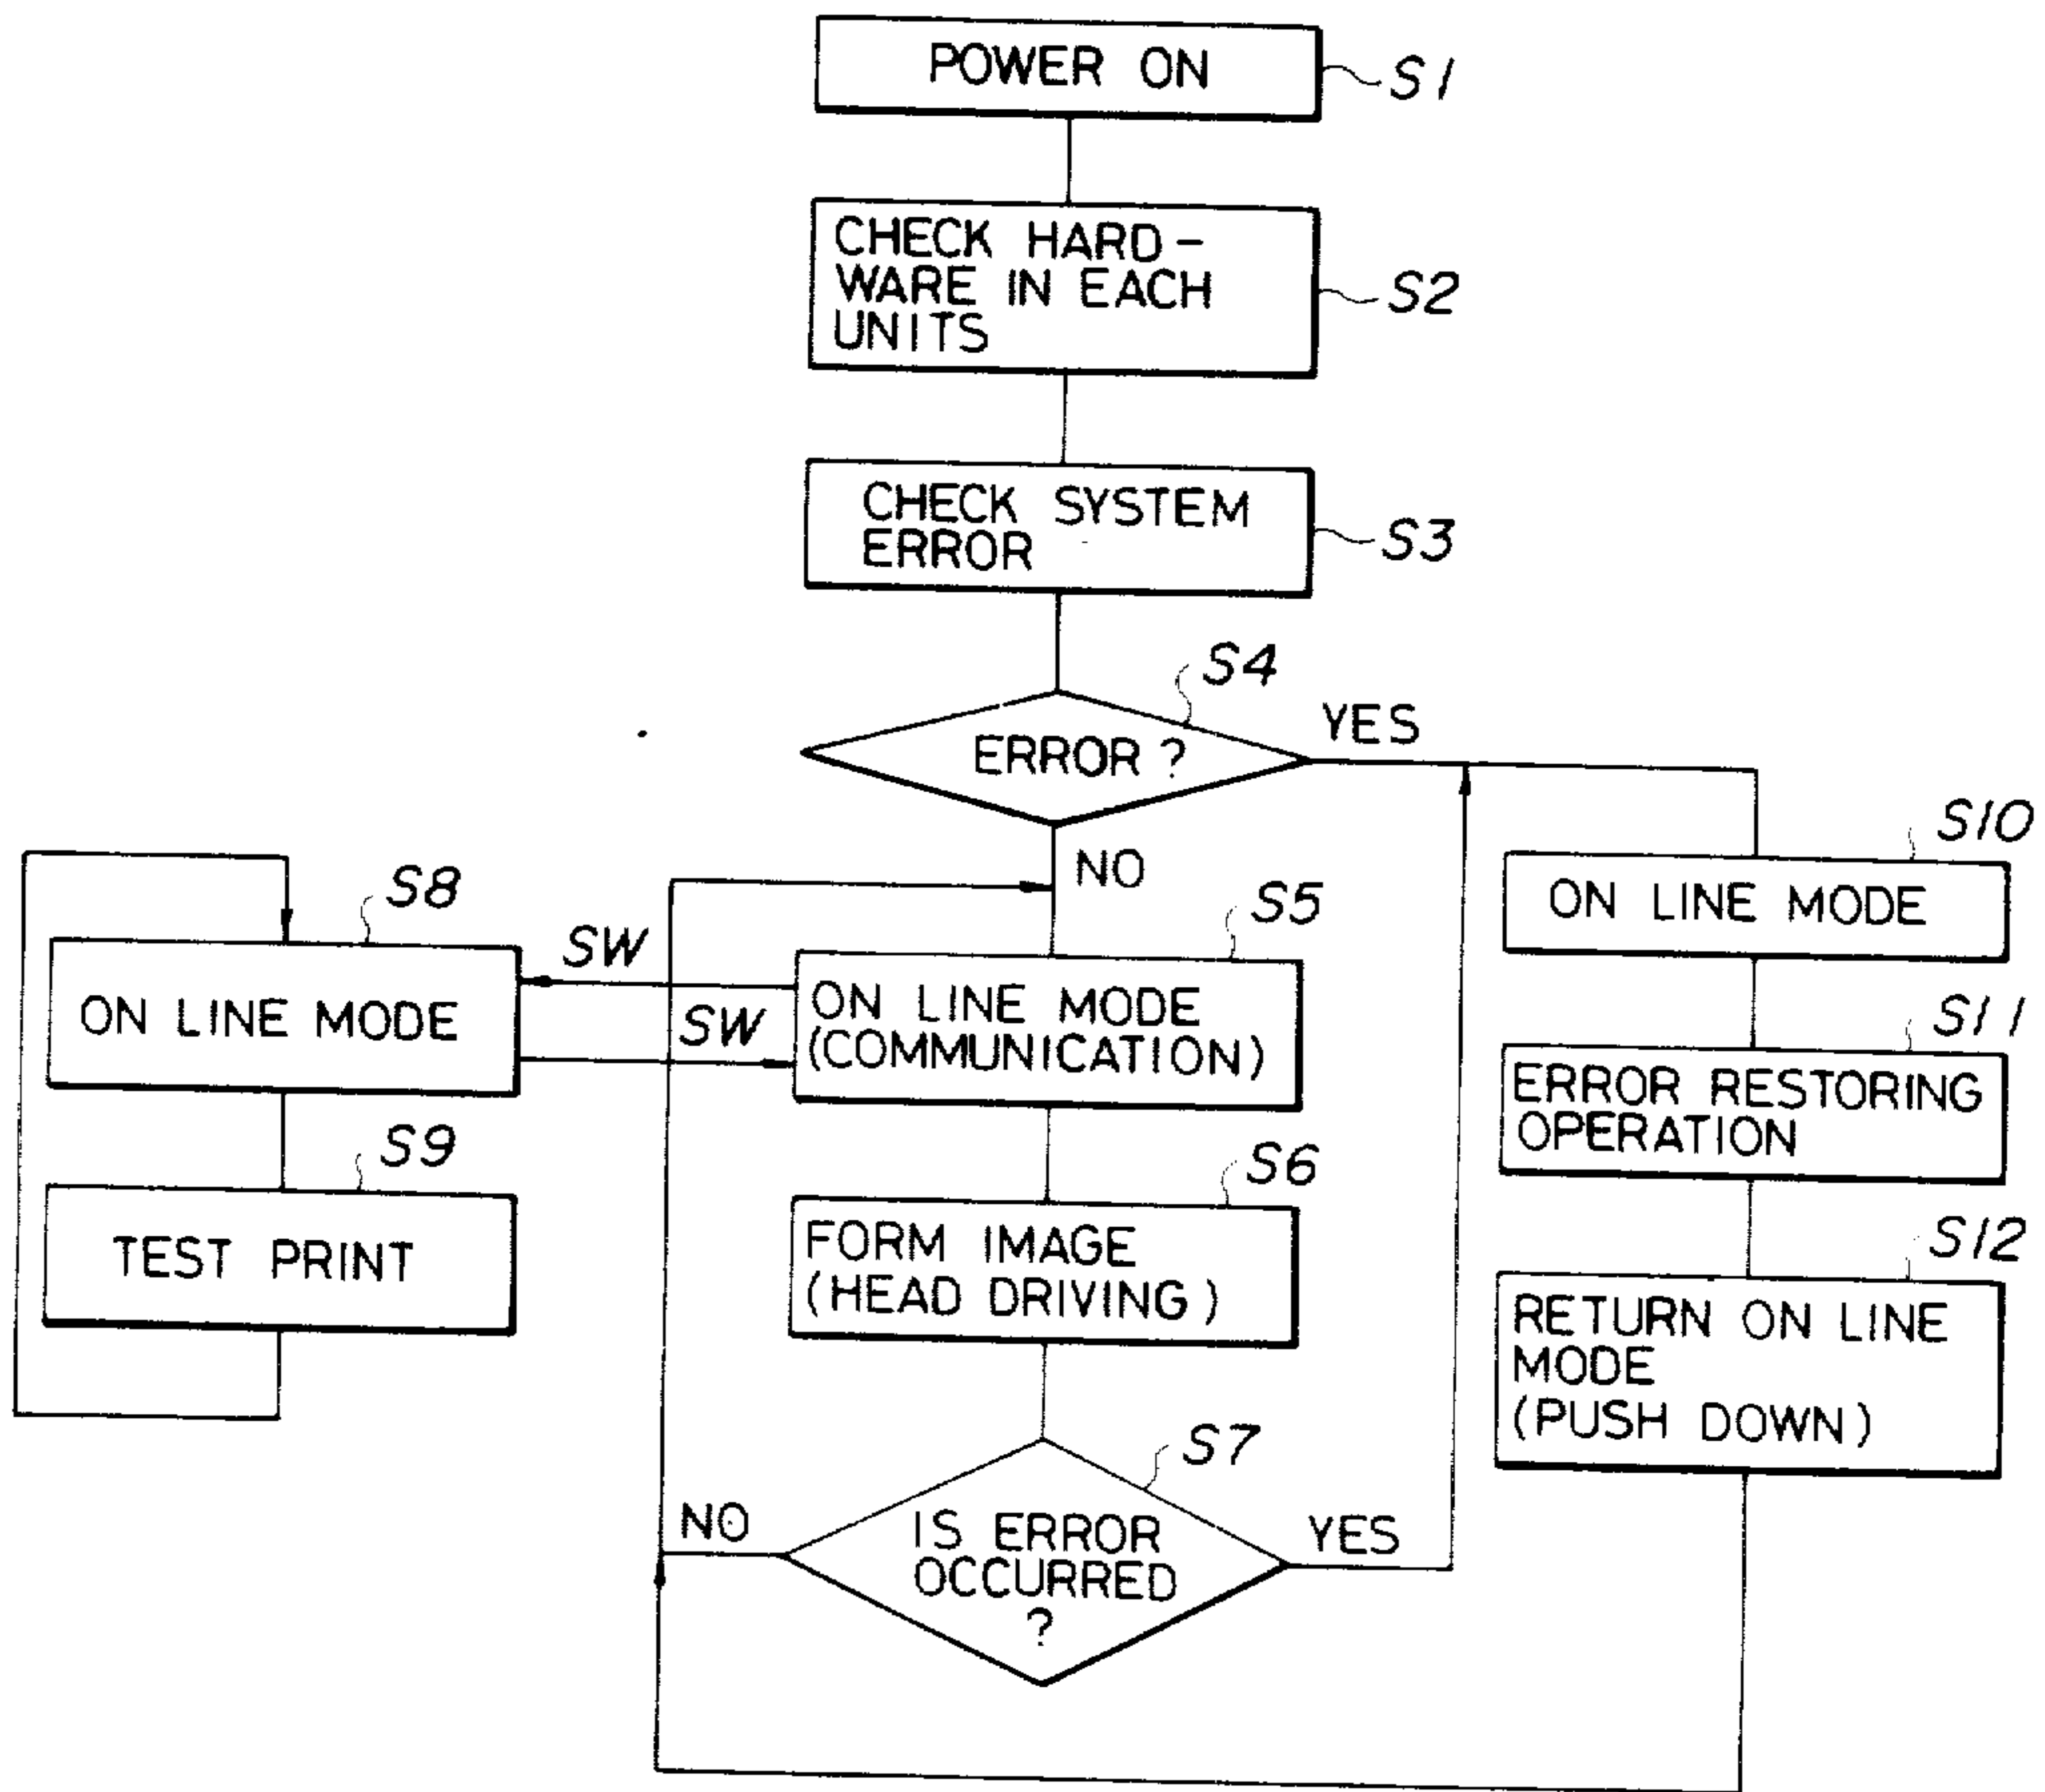 POWER ON
S1
CHECK HARD-
WARE IN EACH
UNITS
S2
CHECK SYSTEM
ERROR
S3
S4
ERROR ?
YES
NO
S5
ON LINE MODE
(COMMUNICATION)
SW
SW
S8
ON LINE MODE
S9
TEST PRINT
S6
FORM IMAGE
(HEAD DRIVING)
S7
IS ERROR
OCCURRED
?
NO
YES
S10
ON LINE MODE
S11
ERROR RESTORING
OPERATION
S12
RETURN ON LINE
MODE
(PUSH DOWN)